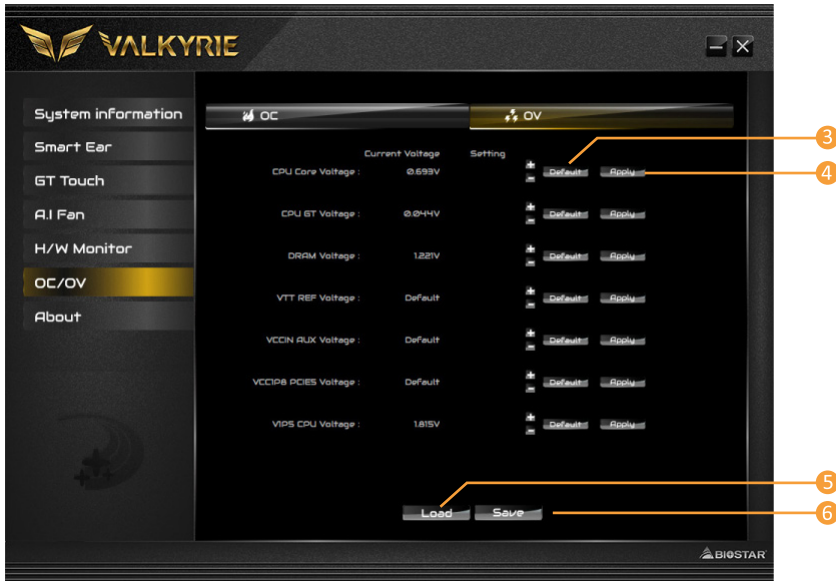 VALKYRIE
System information
Smart Ear
GT Touch
A.I Fan
H/W Monitor
OC/OV
About
OC
OV
Current Voltage Setting
CPU Core Voltage : 0.693V + - Default Apply
CPU GT Voltage : 0.044V + - Default Apply
DRAM Voltage : 1.221V + - Default Apply
VTT REF Voltage : Default + - Default Apply
VCCIN AUX Voltage : Default + - Default Apply
VCC1P8 PCIE5 Voltage : Default + - Default Apply
V1P5 CPU Voltage : 1.815V + - Default Apply
Load Save
BIOSTAR
3
4
5
6